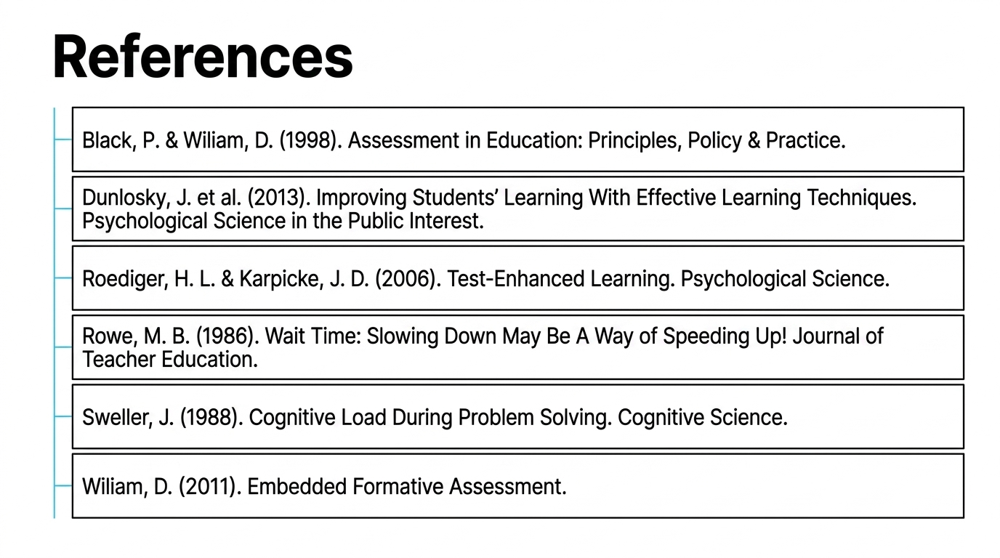 References
Black, P. & Wiliam, D. (1998). Assessment in Education: Principles, Policy & Practice.
Dunlosky, J. et al. (2013). Improving Students’ Learning With Effective Learning Techniques.
Psychological Science in the Public Interest.
Roediger, H. L. & Karpicke, J. D. (2006). Test-Enhanced Learning. Psychological Science.
Rowe, M. B. (1986). Wait Time: Slowing Down May Be A Way of Speeding Up! Journal of
Teacher Education.
Sweller, J. (1988). Cognitive Load During Problem Solving. Cognitive Science.
Wiliam, D. (2011). Embedded Formative Assessment.